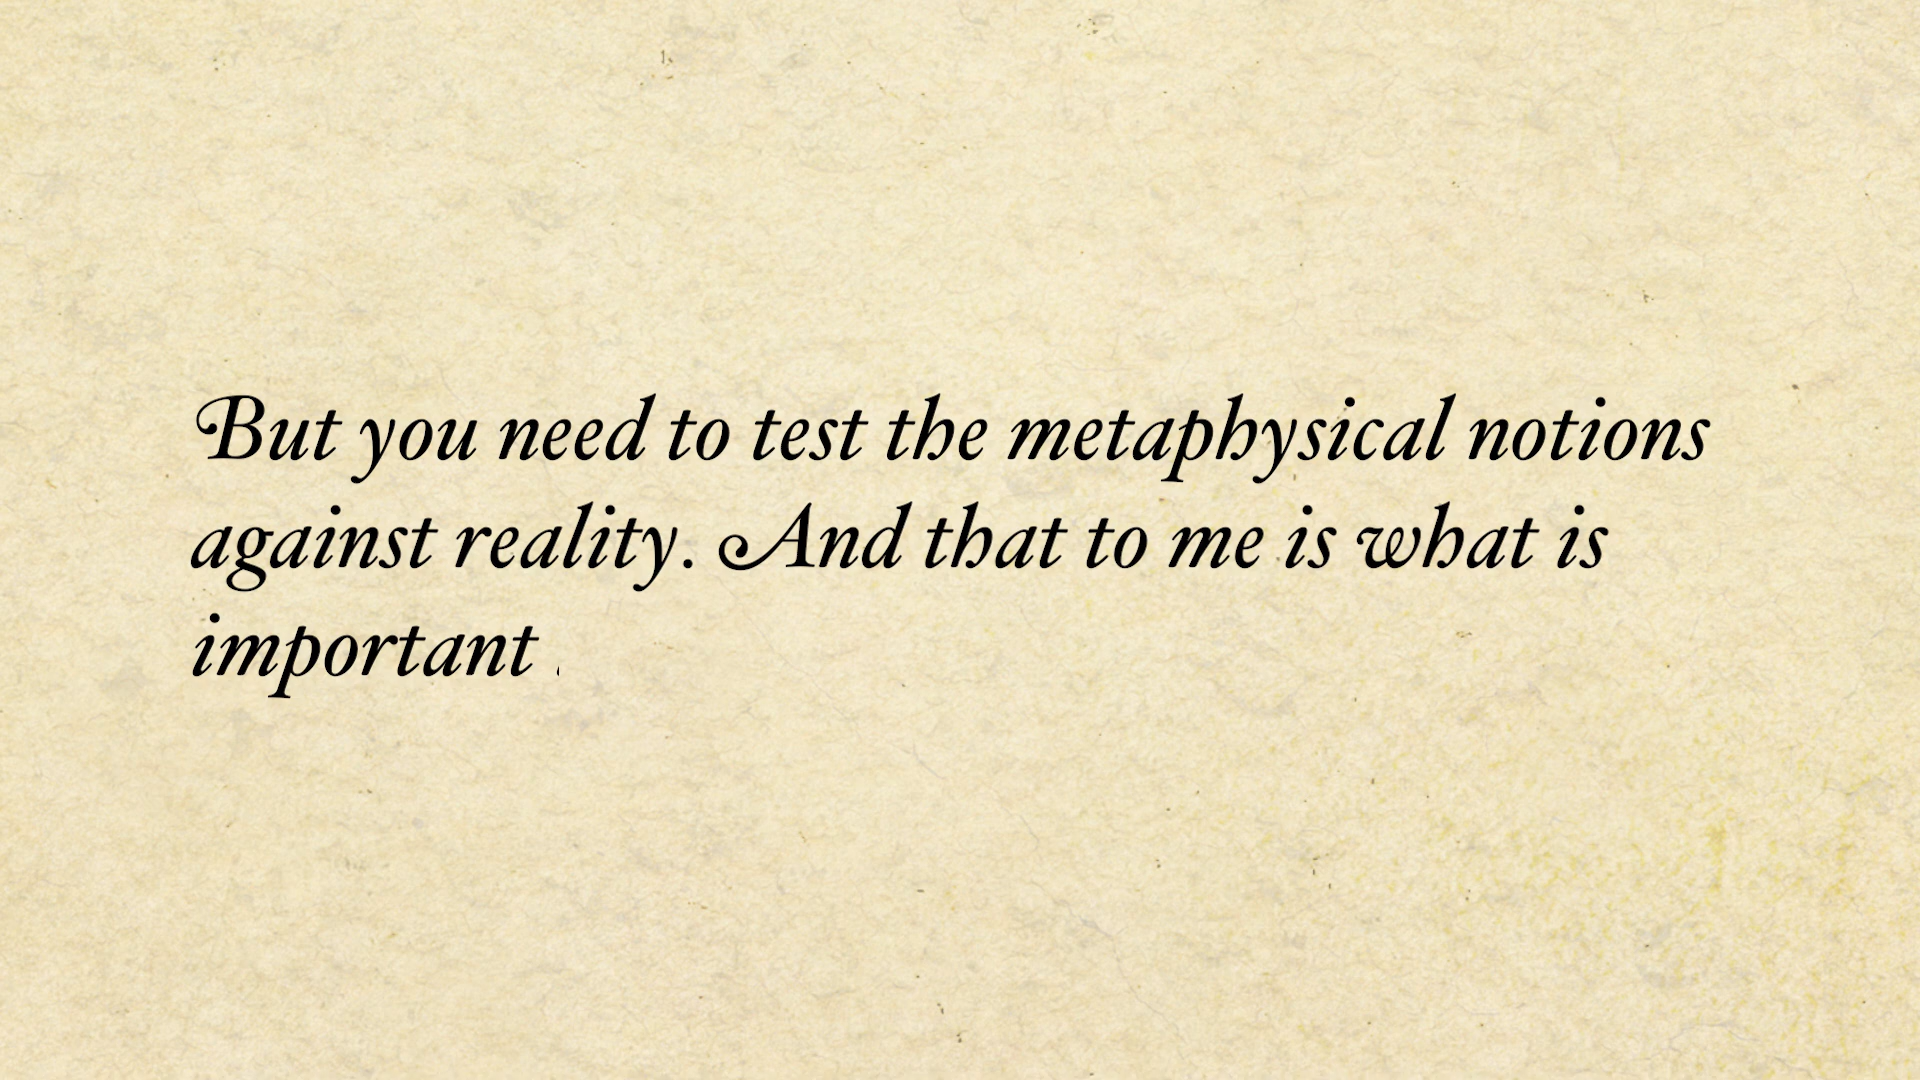 But you need to test the metaphysical notions
against reality. And that to me is what is
important